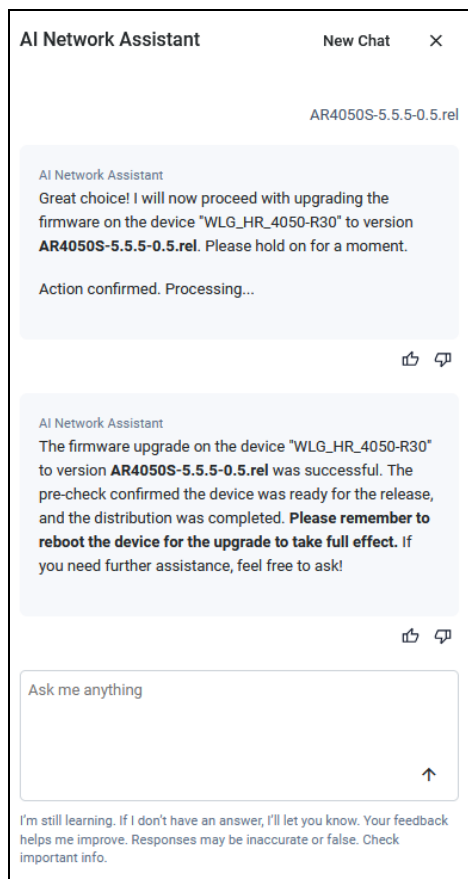 AI Network Assistant New Chat ×
AR4050S-5.5.5-0.5.rel
AI Network Assistant
Great choice! I will now proceed with upgrading the
firmware on the device "WLG_HR_4050-R30" to version
AR4050S-5.5.5-0.5.rel. Please hold on for a moment.
Action confirmed. Processing...
AI Network Assistant
The firmware upgrade on the device "WLG_HR_4050-R30"
to version AR4050S-5.5.5-0.5.rel was successful. The
pre-check confirmed the device was ready for the release,
and the distribution was completed. Please remember to
reboot the device for the upgrade to take full effect. If
you need further assistance, feel free to ask!
Ask me anything
I'm still learning. If I don't have an answer, I'll let you know. Your feedback
helps me improve. Responses may be inaccurate or false. Check
important info.